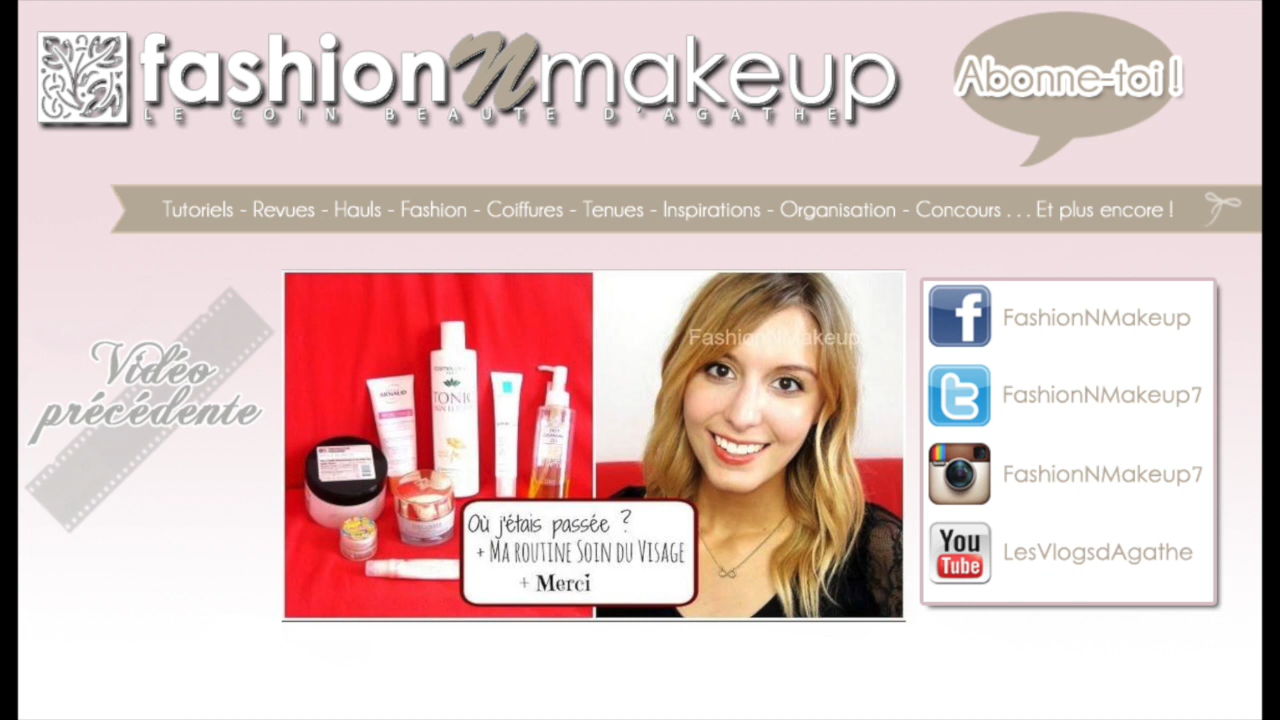 fashionNmakeup
LE COIN BEAUTE D'AGATHE
Abonne-toi !
Tutoriels - Revues - Hauls - Fashion - Coiffures - Tenues - Inspirations - Organisation - Concours . . . Et plus encore !
Vidéo
précédente
FashionNMakeup
TONIC
Où j'étais passée ?
+ MA ROUTINE SOIN DU VISAGE
+ Merci
f
FashionNMakeup
t
FashionNMakeup7
FashionNMakeup7
You
Tube
LesVlogsdAgathe